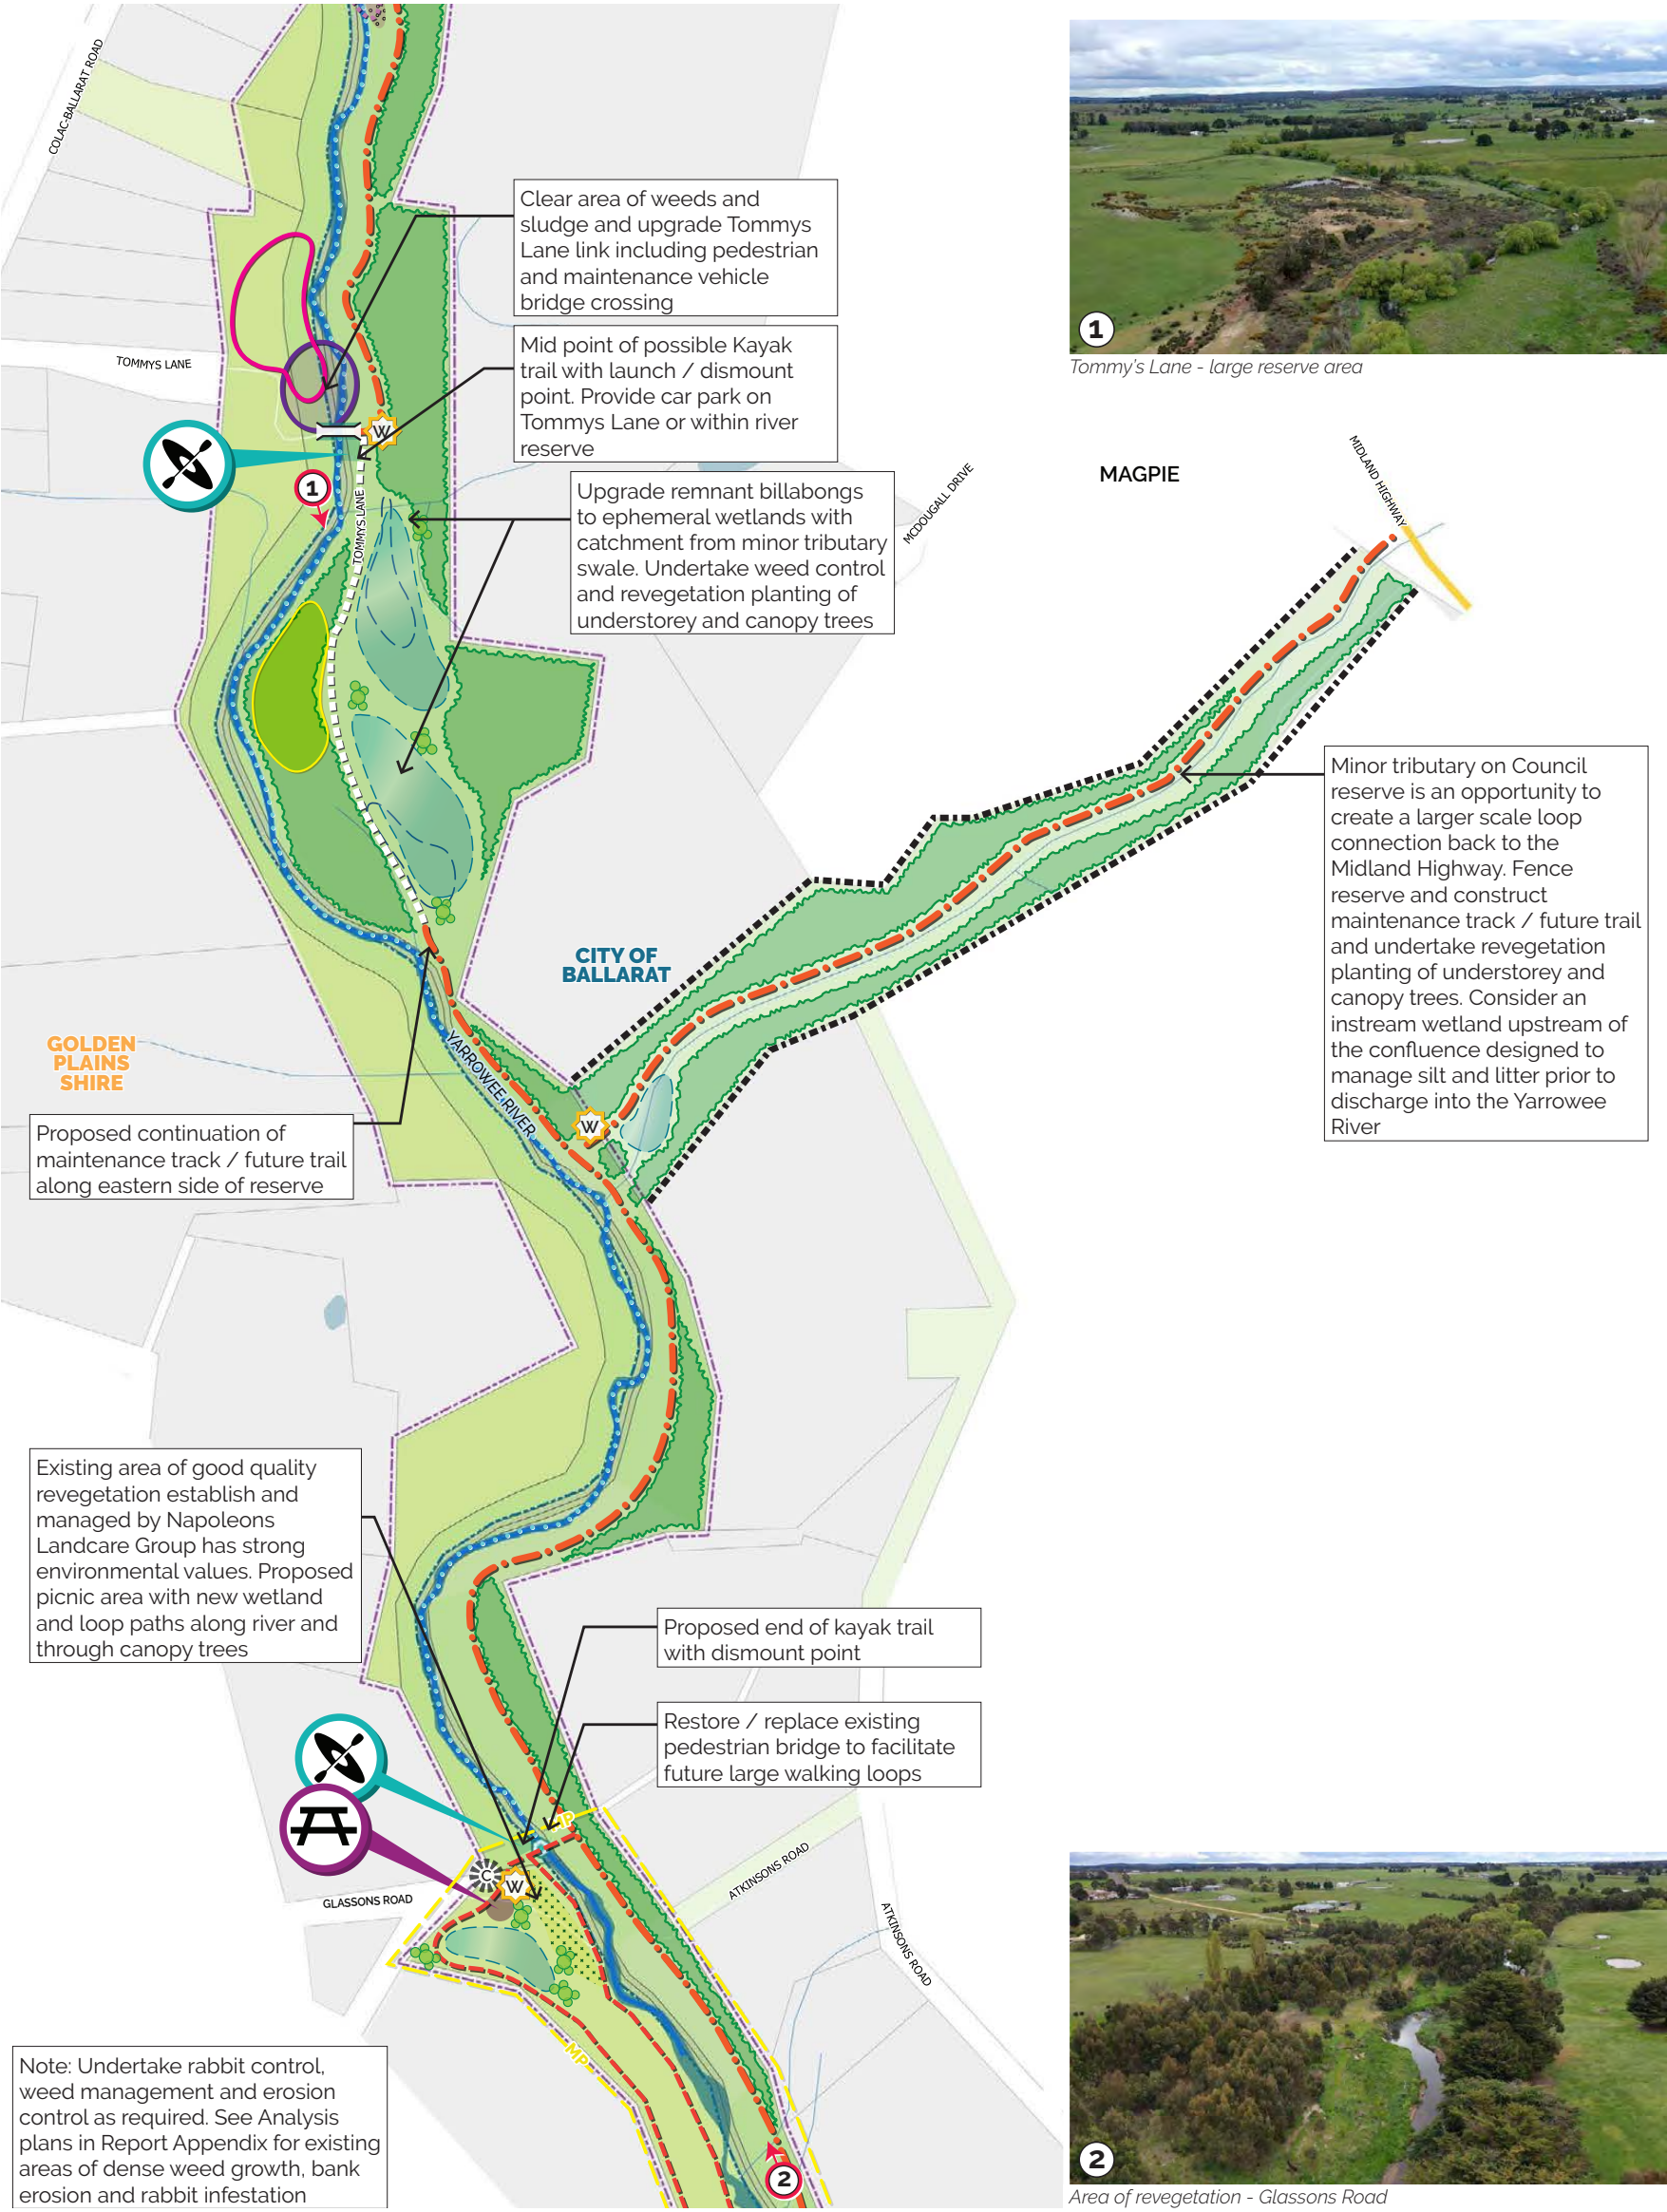 COLAC-BALLARAT ROAD
Clear area of weeds and
sludge and upgrade Tommys
Lane link including pedestrian
and maintenance vehicle
bridge crossing
1
Tommy's Lane - large reserve area
TOMMYS LANE
Mid point of possible Kayak
trail with launch / dismount
point. Provide car park on
Tommys Lane or within river
reserve
W
1
TOMMYS LANE
Upgrade remnant billabongs
to ephemeral wetlands with
catchment from minor tributary
swale. Undertake weed control
and revegetation planting of
understorey and canopy trees
MCDOUGALL DRIVE
MAGPIE
MIDLAND HIGHWAY
Minor tributary on Council
reserve is an opportunity to
create a larger scale loop
connection back to the
Midland Highway. Fence
reserve and construct
maintenance track / future trail
and undertake revegetation
planting of understorey and
canopy trees. Consider an
instream wetland upstream of
the confluence designed to
manage silt and litter prior to
discharge into the Yarrowee
River
CITY OF
BALLARAT
GOLDEN
PLAINS
SHIRE
YARROWEE RIVER
W
Proposed continuation of
maintenance track / future trail
along eastern side of reserve
Existing area of good quality
revegetation establish and
managed by Napoleons
Landcare Group has strong
environmental values. Proposed
picnic area with new wetland
and loop paths along river and
through canopy trees
Proposed end of kayak trail
with dismount point
Restore / replace existing
pedestrian bridge to facilitate
future large walking loops
MP
C
W
GLASSONS ROAD
ATKINSONS ROAD
ATKINSONS ROAD
MP
Note: Undertake rabbit control,
weed management and erosion
control as required. See Analysis
plans in Report Appendix for existing
areas of dense weed growth, bank
erosion and rabbit infestation
2
2
Area of revegetation - Glassons Road